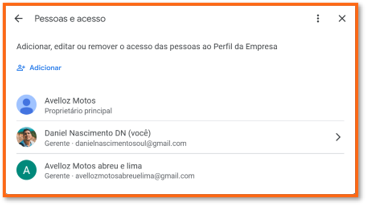 Pessoas e acesso
Adicionar, editar ou remover o acesso das pessoas ao Perfil da Empresa
Adicionar
Avelloz Motos
Proprietário principal
Daniel Nascimento DN (você)
Gerente · danielnascimentosoul@gmail.com
A
Avelloz Motos abreu e lima
Gerente · avellozmotosabreuelima@gmail.com